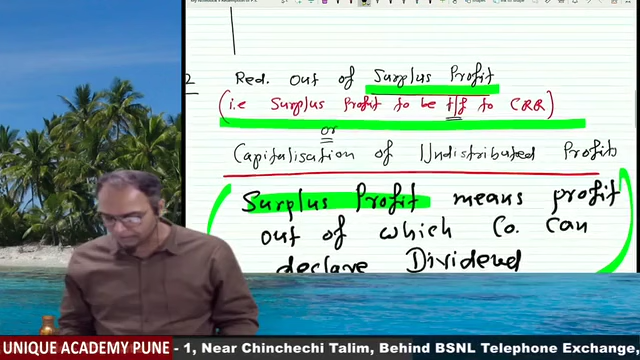 2 Red. out of Surplus Profit
(i.e Surplus Profit to be t/f to CRR)
or
Capitalisation of Undistributed Profits
Surplus Profit means profit
out of which Co. can
declare Dividend
UNIQUE ACADEMY PUNE - 1, Near Chinchechi Talim, Behind BSNL Telephone Exchange,